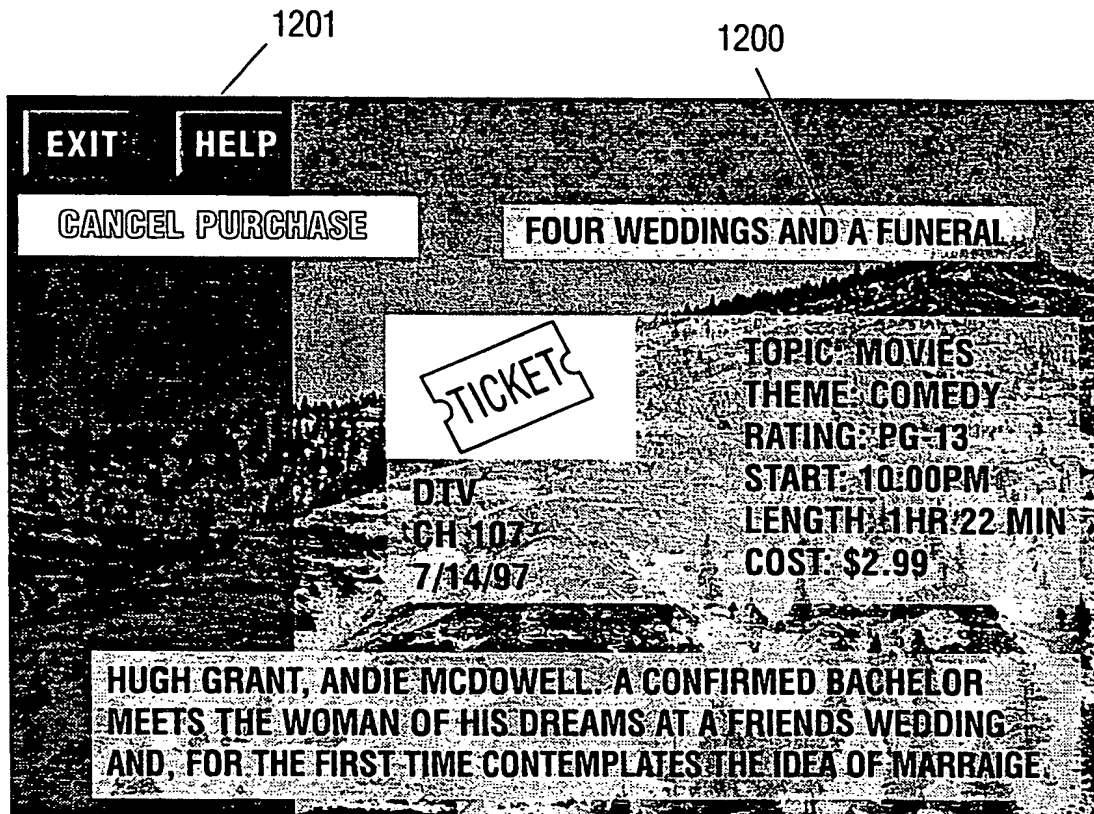 1201
1200
EXIT
HELP
CANCEL PURCHASE
FOUR WEDDINGS AND A FUNERAL
TICKET
TOPIC: MOVIES
THEME: COMEDY
RATING: PG-13
START: 10:00PM
LENGTH: 1HR 22 MIN
COST: $2.99
DTV
CH 107
7/14/97
HUGH GRANT, ANDIE MCDOWELL. A CONFIRMED BACHELOR
MEETS THE WOMAN OF HIS DREAMS AT A FRIENDS WEDDING
AND, FOR THE FIRST TIME CONTEMPLATES THE IDEA OF MARRAIGE.